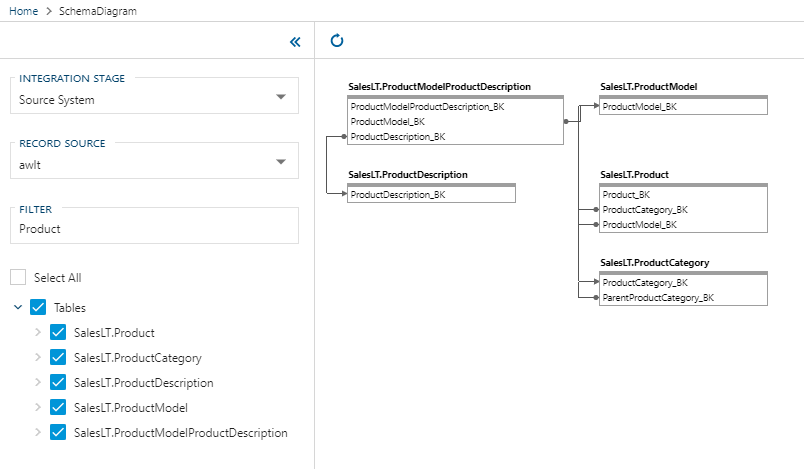 Home > SchemaDiagram
INTEGRATION STAGE
Source System
RECORD SOURCE
awlt
FILTER
Product
Select All
Tables
SalesLT.Product
SalesLT.ProductCategory
SalesLT.ProductDescription
SalesLT.ProductModel
SalesLT.ProductModelProductDescription
SalesLT.ProductModelProductDescription
ProductModelProductDescription_BK
ProductModel_BK
ProductDescription_BK
SalesLT.ProductDescription
ProductDescription_BK
SalesLT.ProductModel
ProductModel_BK
SalesLT.Product
Product_BK
ProductCategory_BK
ProductModel_BK
SalesLT.ProductCategory
ProductCategory_BK
ParentProductCategory_BK